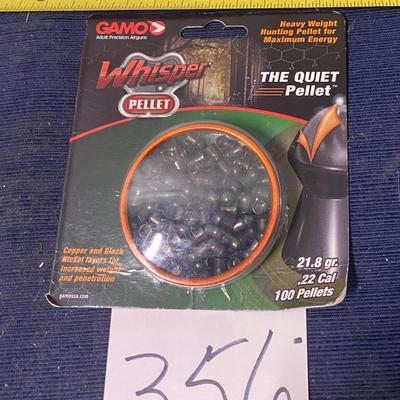 GAMO
Adult Precision Airguns
Heavy Weight
Hunting Pellet for
Maximum Energy
Whisper
PELLET
THE QUIET
Pellet™
Copper and Black
Nickel layers for
increased weight
and penetration
gamousa.com
21.8 gr.
.22 Cal
100 Pellets
356